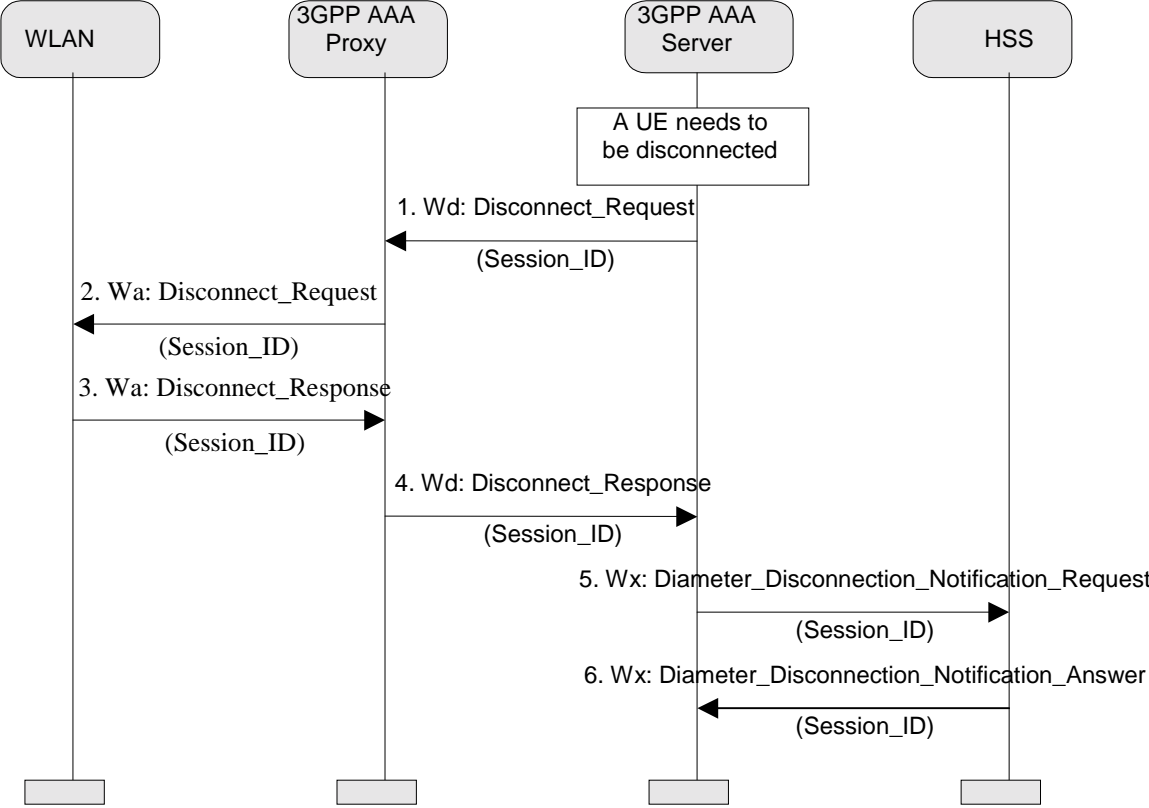 WLAN
3GPP AAA
Proxy
3GPP AAA
Server
HSS
A UE needs to
be disconnected
1. Wd: Disconnect_Request
(Session_ID)
2. Wa: Disconnect_Request
(Session_ID)
3. Wa: Disconnect_Response
(Session_ID)
4. Wd: Disconnect_Response
(Session_ID)
5. Wx: Diameter_Disconnection_Notification_Request
(Session_ID)
6. Wx: Diameter_Disconnection_Notification_Answer
(Session_ID)